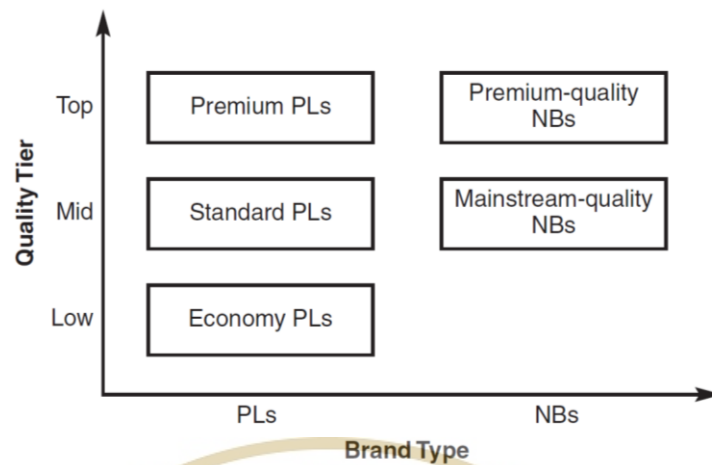 Quality Tier
Top
Premium PLs
Premium-quality
NBs
Mid
Standard PLs
Mainstream-quality
NBs
Low
Economy PLs
PLs
NBs
Brand Type